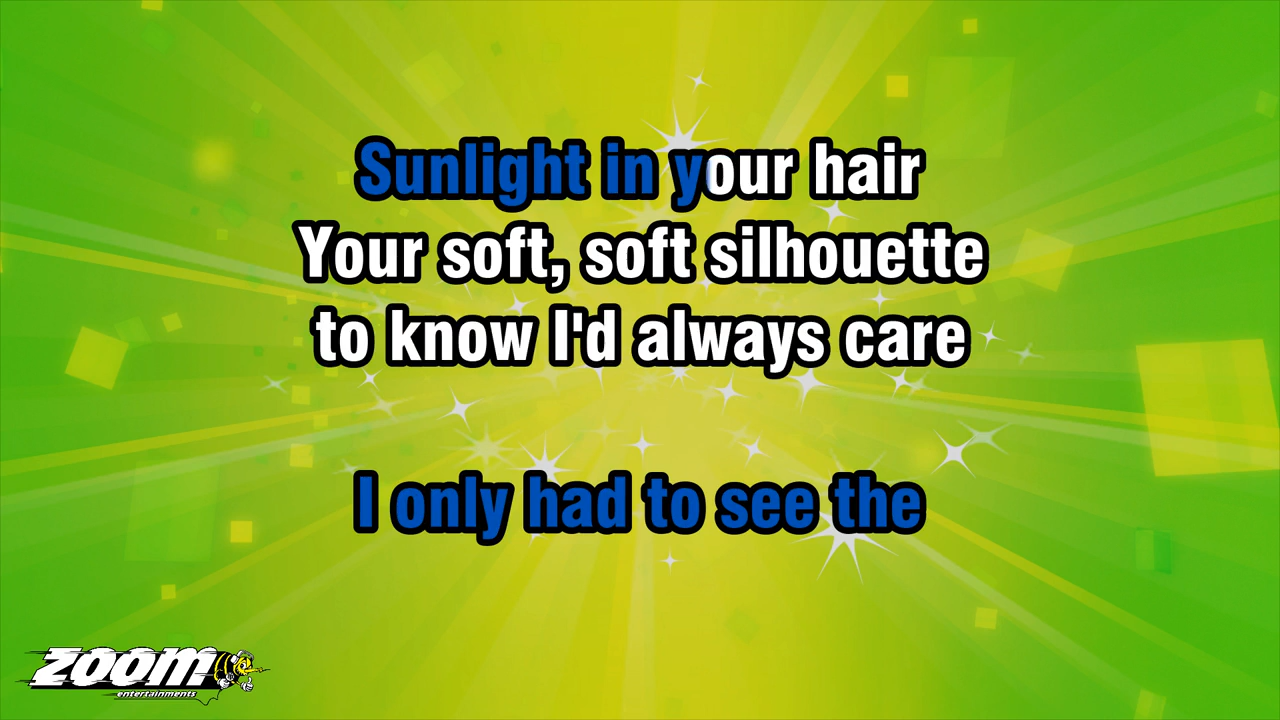 Sunlight in your hair
Your soft, soft silhouette
to know I'd always care
I only had to see the
ZOOM
entertainments